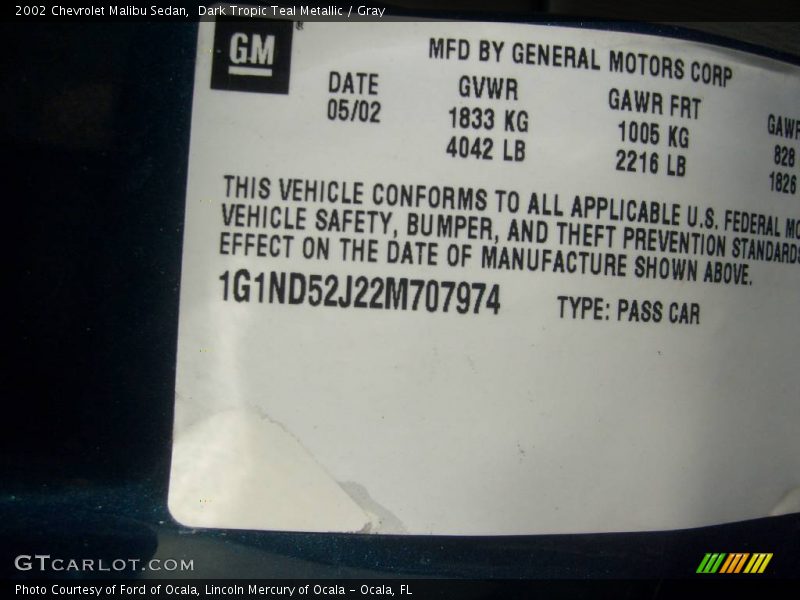 2002 Chevrolet Malibu Sedan,  Dark Tropic Teal Metallic / Gray
GM
MFD BY GENERAL MOTORS CORP
DATE GVWR GAWR FRT
05/02 1833 KG 1005 KG 828
4042 LB 2216 LB 1826
THIS VEHICLE CONFORMS TO ALL APPLICABLE U.S. FEDERAL
VEHICLE SAFETY, BUMPER, AND THEFT PREVENTION STANDARDS
EFFECT ON THE DATE OF MANUFACTURE SHOWN ABOVE.
1G1ND52J22M707974 TYPE: PASS CAR
GTCARLOT.COM
Photo Courtesy of Ford of Ocala, Lincoln Mercury of Ocala - Ocala, FL